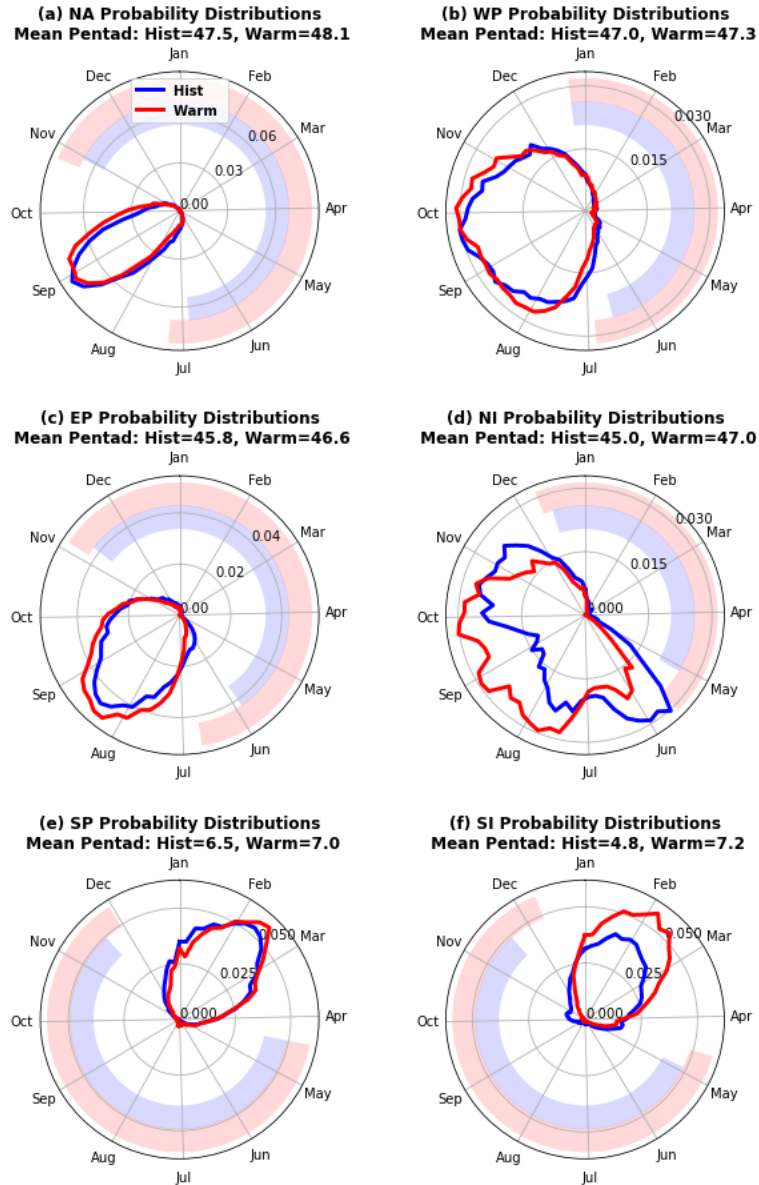 (a) NA Probability Distributions
Mean Pentad: Hist=47.5, Warm=48.1
Jan
Feb
Mar
Apr
May
Jun
Jul
Aug
Sep
Oct
Nov
Dec
0.00
0.03
0.06
Hist
Warm
(b) WP Probability Distributions
Mean Pentad: Hist=47.0, Warm=47.3
Jan
Feb
Mar
Apr
May
Jun
Jul
Aug
Sep
Oct
Nov
Dec
0.015
0.030
(c) EP Probability Distributions
Mean Pentad: Hist=45.8, Warm=46.6
Jan
Feb
Mar
Apr
May
Jun
Jul
Aug
Sep
Oct
Nov
Dec
0.00
0.02
0.04
(d) NI Probability Distributions
Mean Pentad: Hist=45.0, Warm=47.0
Jan
Feb
Mar
Apr
May
Jun
Jul
Aug
Sep
Oct
Nov
Dec
0.000
0.015
0.030
(e) SP Probability Distributions
Mean Pentad: Hist=6.5, Warm=7.0
Jan
Feb
Mar
Apr
May
Jun
Jul
Aug
Sep
Oct
Nov
Dec
0.000
0.025
0.050
(f) SI Probability Distributions
Mean Pentad: Hist=4.8, Warm=7.2
Jan
Feb
Mar
Apr
May
Jun
Jul
Aug
Sep
Oct
Nov
Dec
0.000
0.025
0.050